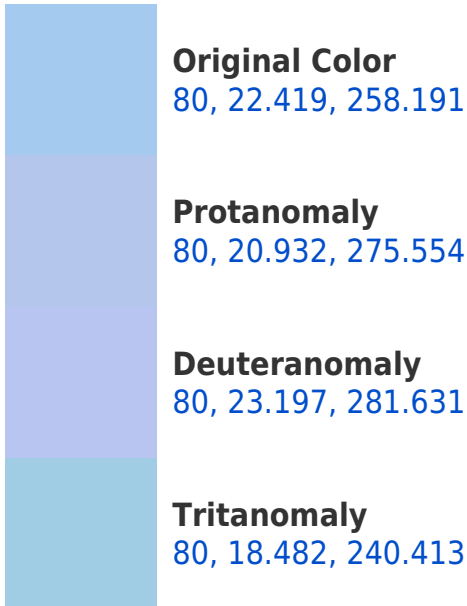 Original Color
80, 22.419, 258.191
Protanomaly
80, 20.932, 275.554
Deuteranomaly
80, 23.197, 281.631
Tritanomaly
80, 18.482, 240.413